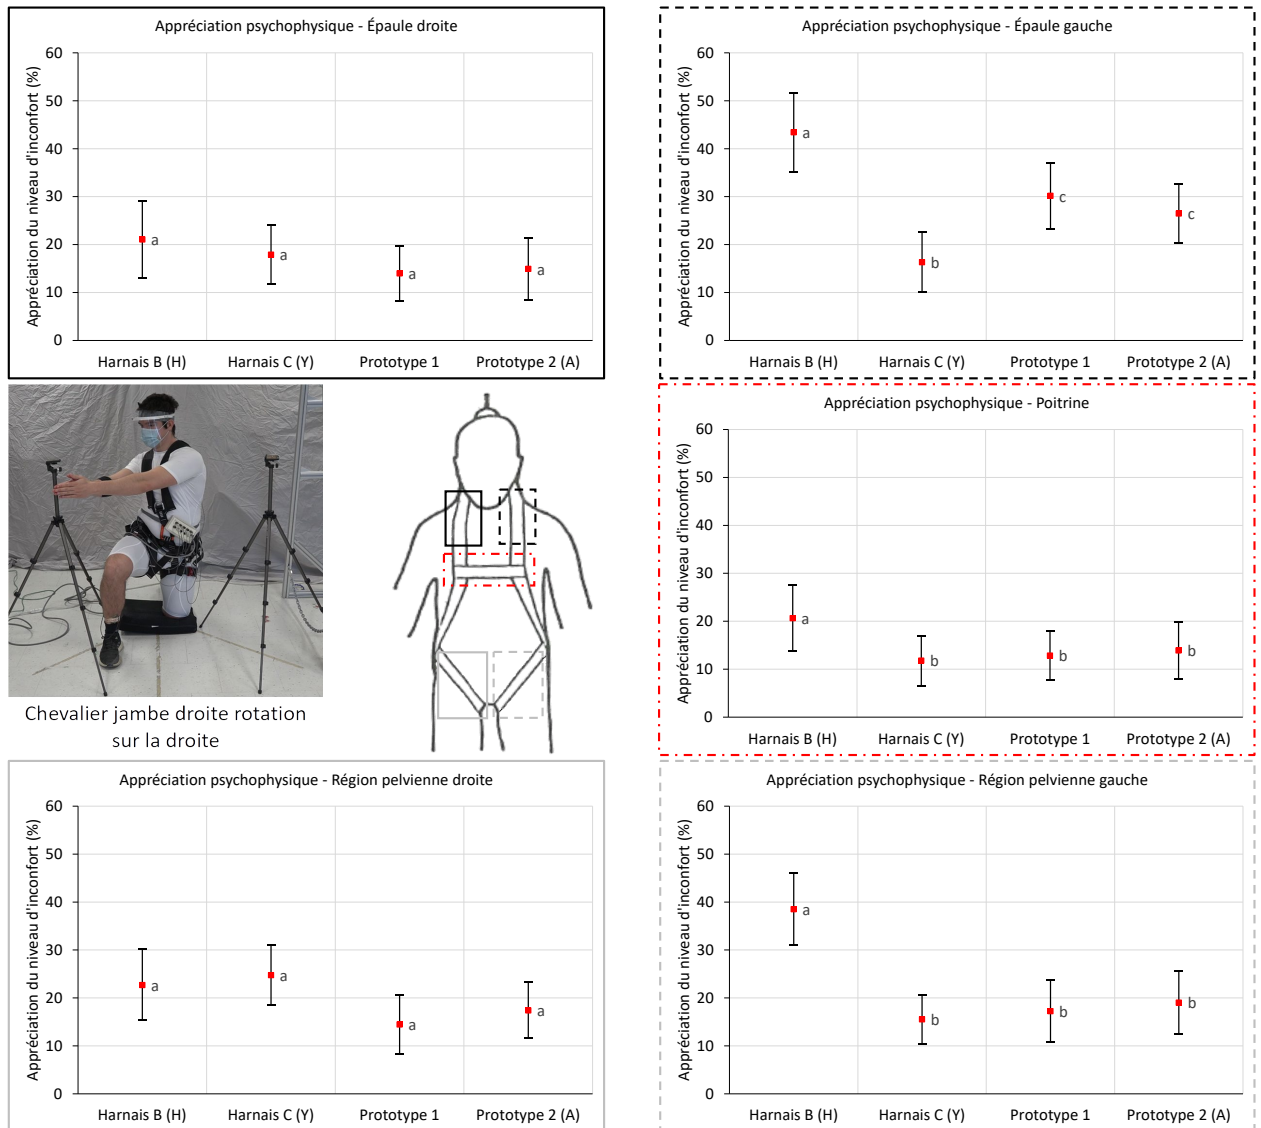 Appréciation psychophysique - Épaule droite
Appréciation du niveau d'inconfort (%)
60
50
40
30
20
10
0
a
a
a
a
Harnais B (H)
Harnais C (Y)
Prototype 1
Prototype 2 (A)
Appréciation psychophysique - Épaule gauche
Appréciation du niveau d'inconfort (%)
60
50
40
30
20
10
0
a
b
c
c
Harnais B (H)
Harnais C (Y)
Prototype 1
Prototype 2 (A)
Chevalier jambe droite rotation
sur la droite
Appréciation psychophysique - Poitrine
Appréciation du niveau d'inconfort (%)
60
50
40
30
20
10
0
a
b
b
b
Harnais B (H)
Harnais C (Y)
Prototype 1
Prototype 2 (A)
Appréciation psychophysique - Région pelvienne droite
Appréciation du niveau d'inconfort (%)
60
50
40
30
20
10
0
a
a
a
a
Harnais B (H)
Harnais C (Y)
Prototype 1
Prototype 2 (A)
Appréciation psychophysique - Région pelvienne gauche
Appréciation du niveau d'inconfort (%)
60
50
40
30
20
10
0
a
b
b
b
Harnais B (H)
Harnais C (Y)
Prototype 1
Prototype 2 (A)